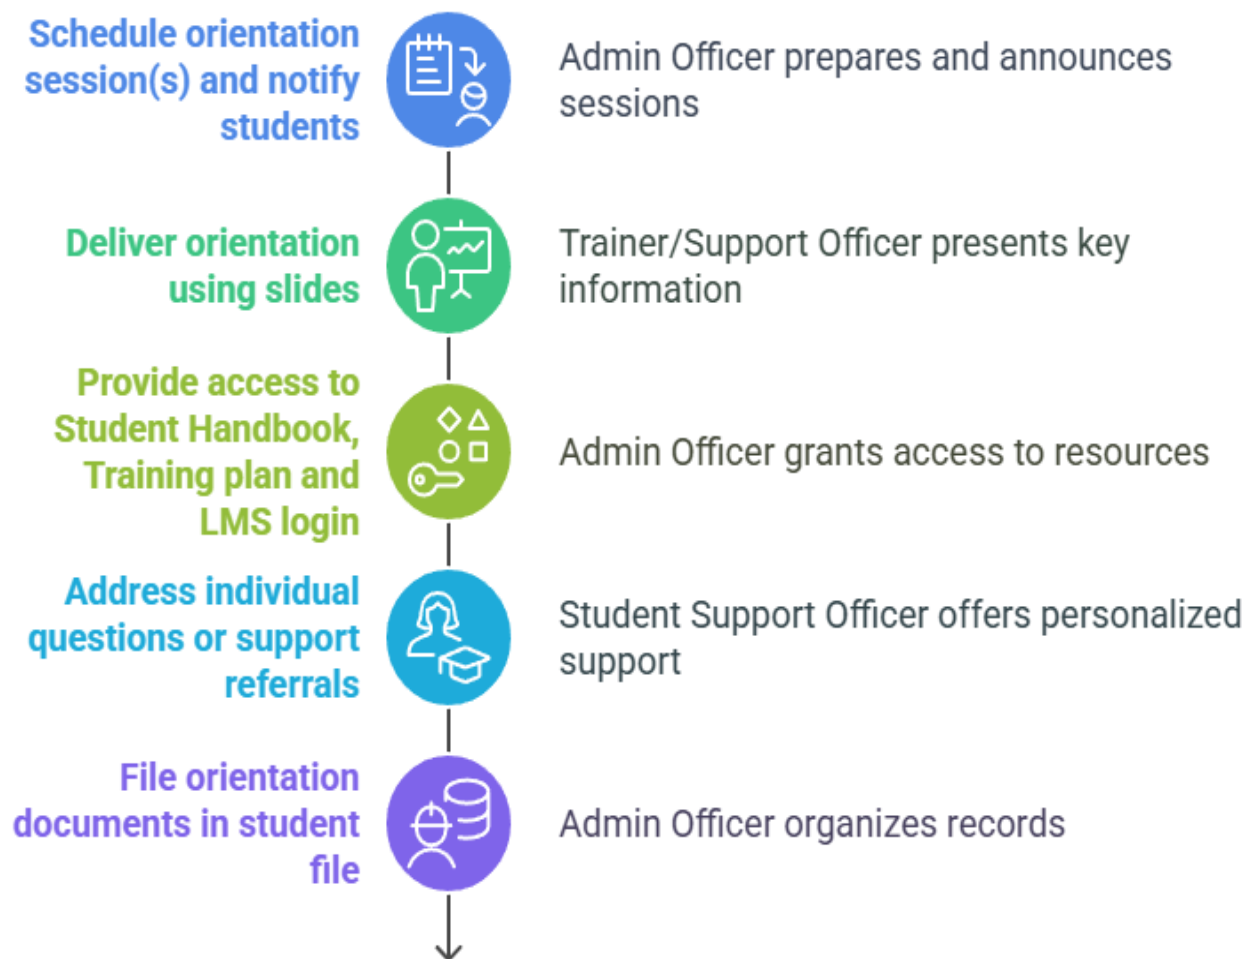 Schedule orientation
session(s) and notify
students
Admin Officer prepares and announces
sessions
Deliver orientation
using slides
Trainer/Support Officer presents key
information
Provide access to
Student Handbook,
Training plan and
LMS login
Admin Officer grants access to resources
Address individual
questions or support
referrals
Student Support Officer offers personalized
support
File orientation
documents in student
file
Admin Officer organizes records